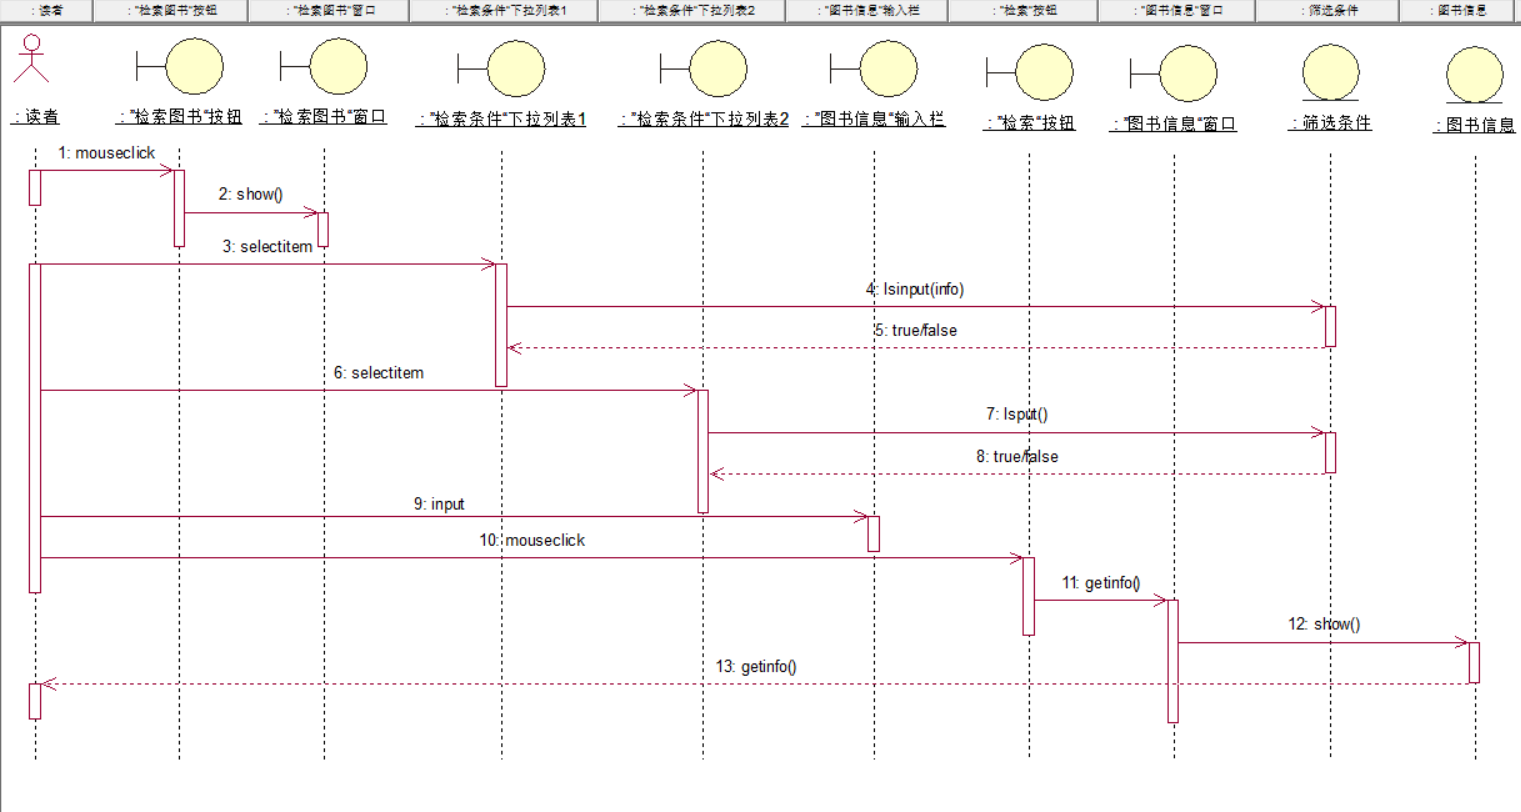 : 读者
: "检索图书"按钮
: "检索图书"窗口
: "检索条件"下拉列表1
: "检索条件"下拉列表2
: "图书信息"输入栏
: "检索"按钮
: "图书信息"窗口
: 筛选条件
: 图书信息
: 读者
: "检索图书"按钮
: "检索图书"窗口
: "检索条件"下拉列表1
: "检索条件"下拉列表2
: "图书信息"输入栏
: "检索"按钮
: "图书信息"窗口
: 筛选条件
: 图书信息
1: mouseclick
2: show()
3: selectitem
4: Isinput(info)
5: true/false
6: selectitem
7: Isput()
8: true/false
9: input
10: mouseclick
11: getinfo()
12: show()
13: getinfo()